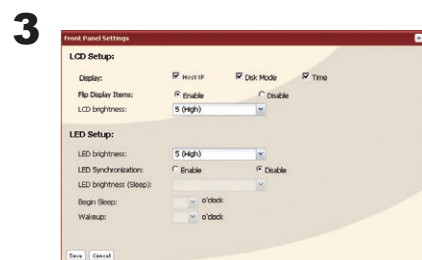 3
Front Panel Settings
LCD Setup:
Display: Host IP Disk Mode Time
Flip Display Items: Enable Disable
LCD brightness: 5 (High)
LED Setup:
LED brightness: 5 (High)
LED Synchronisation: Enable Disable
LED brightness (Sleep):
Begin Sleep: o'clock
Wakeup: o'clock
Save Cancel